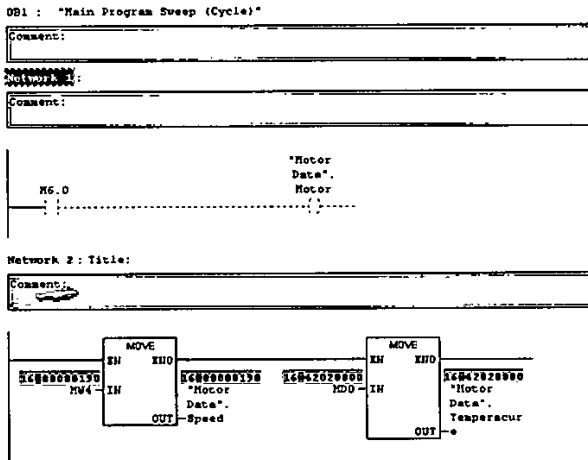 OB1 : "Main Program Sweep (Cycle)"
Comment:
Network 1:
Comment:
"Motor
Data".
M6.0 Motor
Network 2 : Title:
Comment:
MOVE MOVE
EN ENO EN ENO
MW4 IN "Motor MD0 IN "Motor
Data". Data".
OUT Speed Temperatur
OUT e